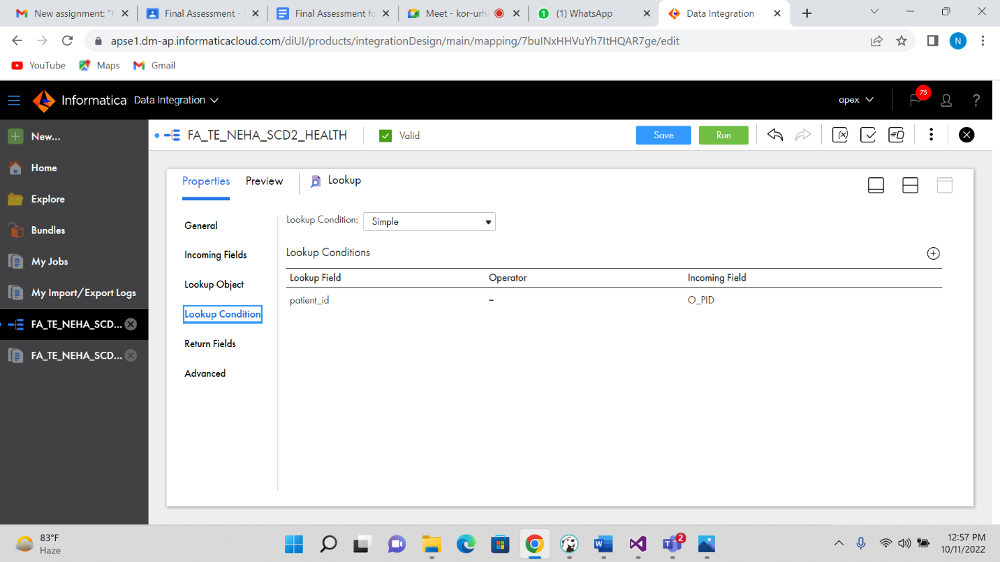 New assignment: "F
Final Assessment -
Final Assessment fo
Meet - kor-urh
1 (1) WhatsApp
Data Integration
apse1.dm-ap.informaticacloud.com/diUI/products/integrationDesign/main/mapping/7buINxHHVuYh7ItHQAR7ge/edit
N
YouTube
Maps
Gmail
Informatica Data Integration
apex
75
?
New...
Home
Explore
Bundles
My Jobs
My Import/Export Logs
FA_TE_NEHA_SCD...
FA_TE_NEHA_SCD...
FA_TE_NEHA_SCD2_HEALTH
Valid
Save
Run
Properties
Preview
Lookup
General
Incoming Fields
Lookup Object
Lookup Condition
Return Fields
Advanced
Lookup Condition: Simple
Lookup Conditions
Lookup Field Operator Incoming Field
patient_id = O_PID
83°F
Haze
2
12:57 PM
10/11/2022